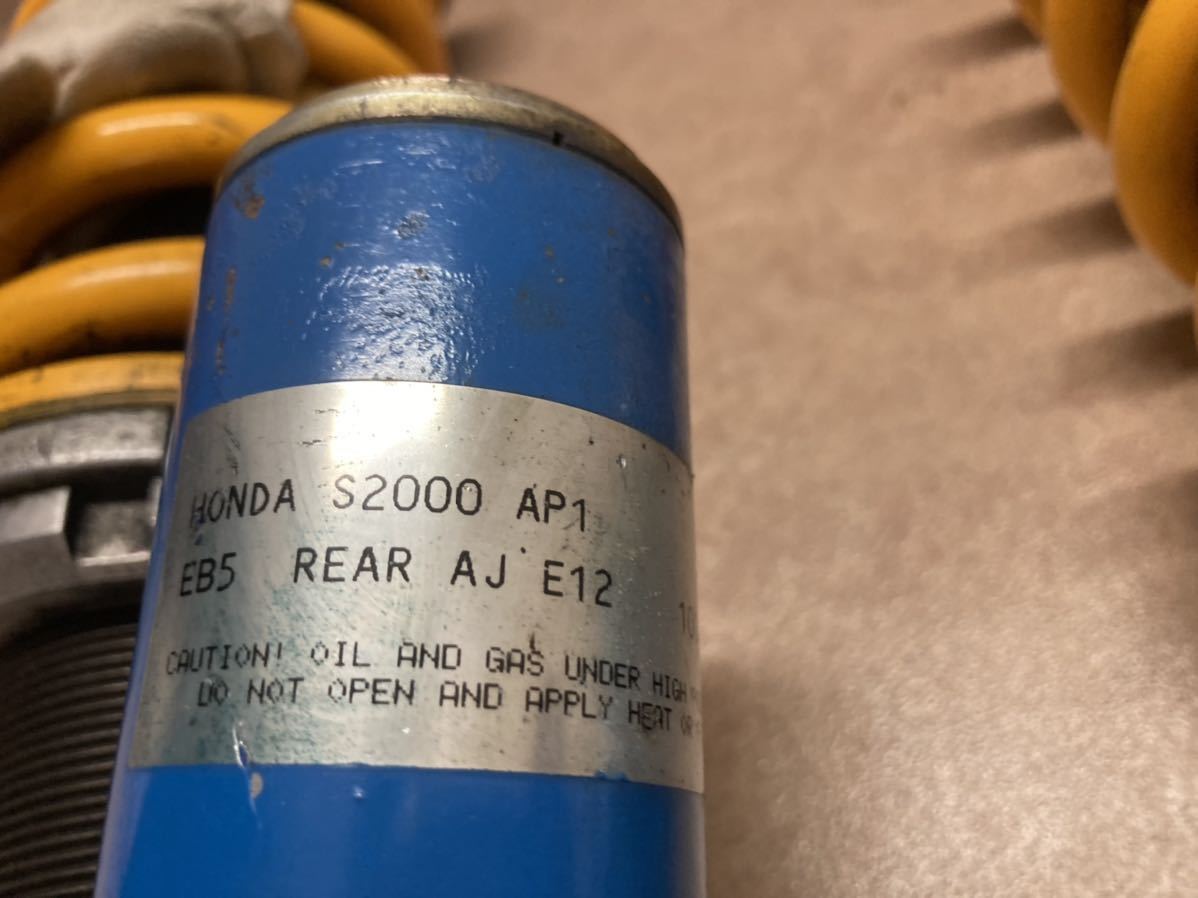 HONDA S2000 AP1
EB5 REAR AJ E12
CAUTION! OIL AND GAS UNDER HIGH
DO NOT OPEN AND APPLY HEAT OR